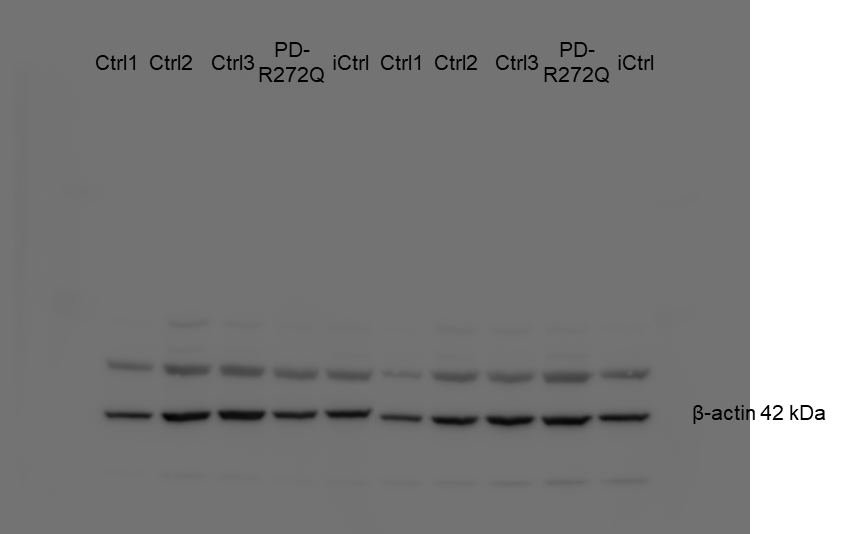 Ctrl1 Ctrl2 Ctrl3 PD-R272Q iCtrl Ctrl1 Ctrl2 Ctrl3 PD-R272Q iCtrl
β-actin 42 kDa